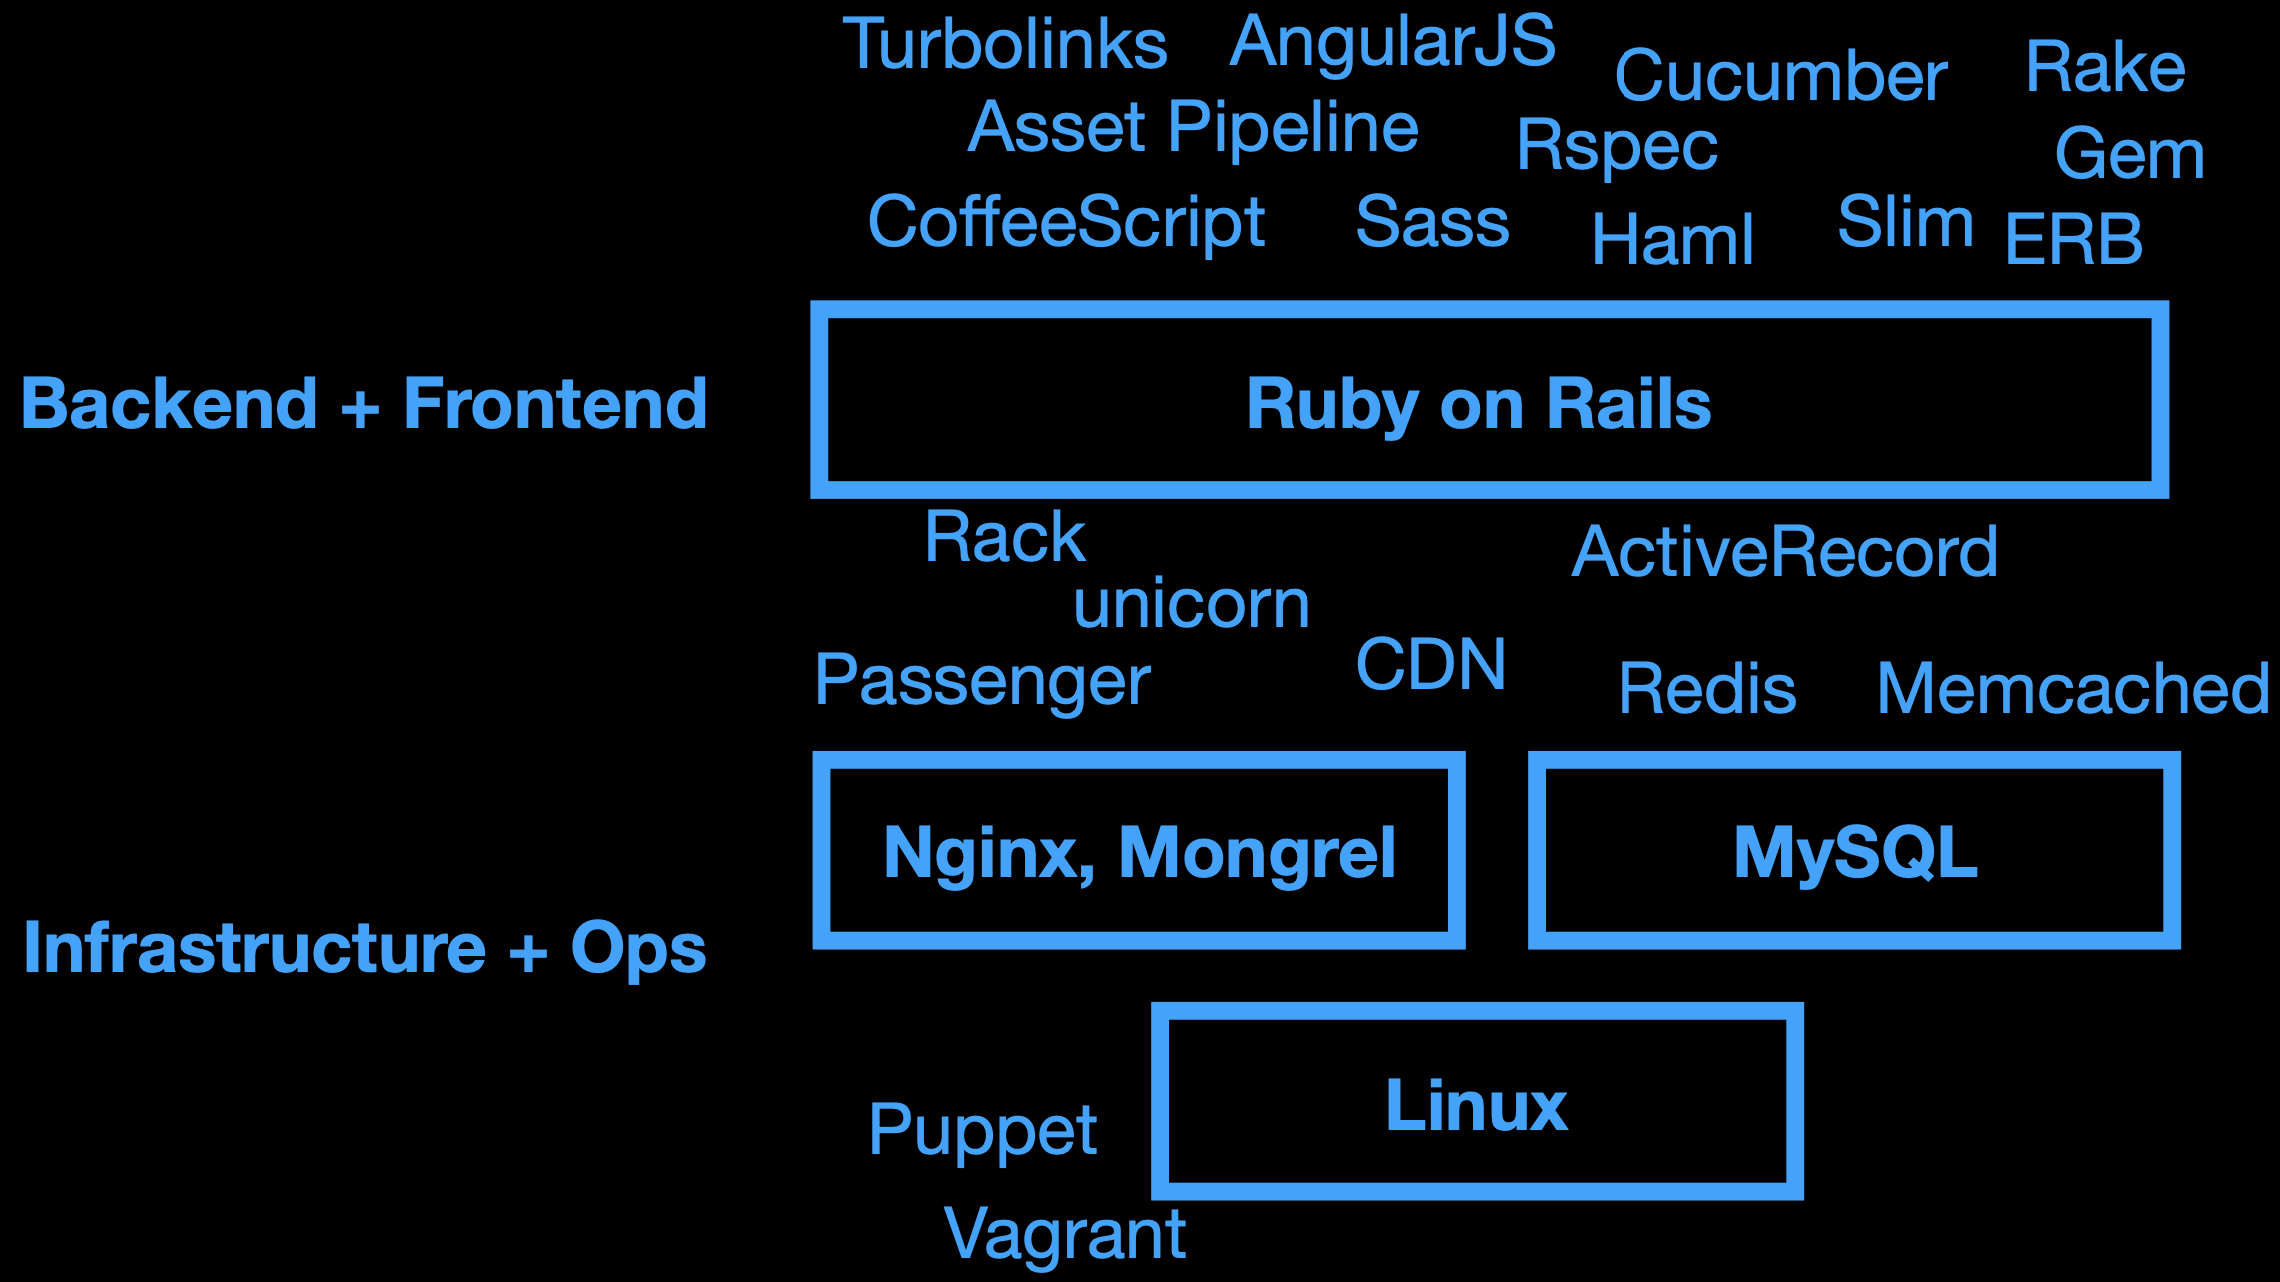 Turbolinks
AngularJS
Cucumber
Rake
Asset Pipeline
Rspec
Gem
CoffeeScript
Sass
Haml
Slim
ERB
Backend + Frontend
Ruby on Rails
Rack
ActiveRecord
unicorn
Passenger
CDN
Redis
Memcached
Nginx, Mongrel
MySQL
Infrastructure + Ops
Linux
Puppet
Vagrant